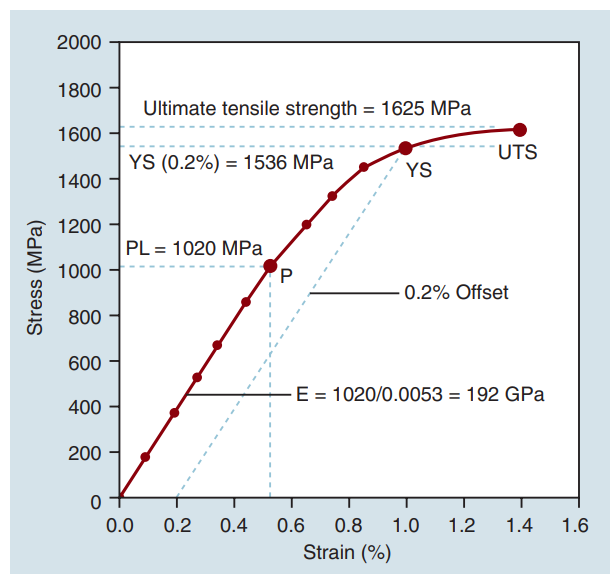 2000
1800
Ultimate tensile strength = 1625 MPa
1600
UTS
YS (0.2%) = 1536 MPa
YS
1400
1200
PL = 1020 MPa
1000
P
0.2% Offset
800
600
E = 1020/0.0053 = 192 GPa
400
200
0
Stress (MPa)
0.0 0.2 0.4 0.6 0.8 1.0 1.2 1.4 1.6
Strain (%)